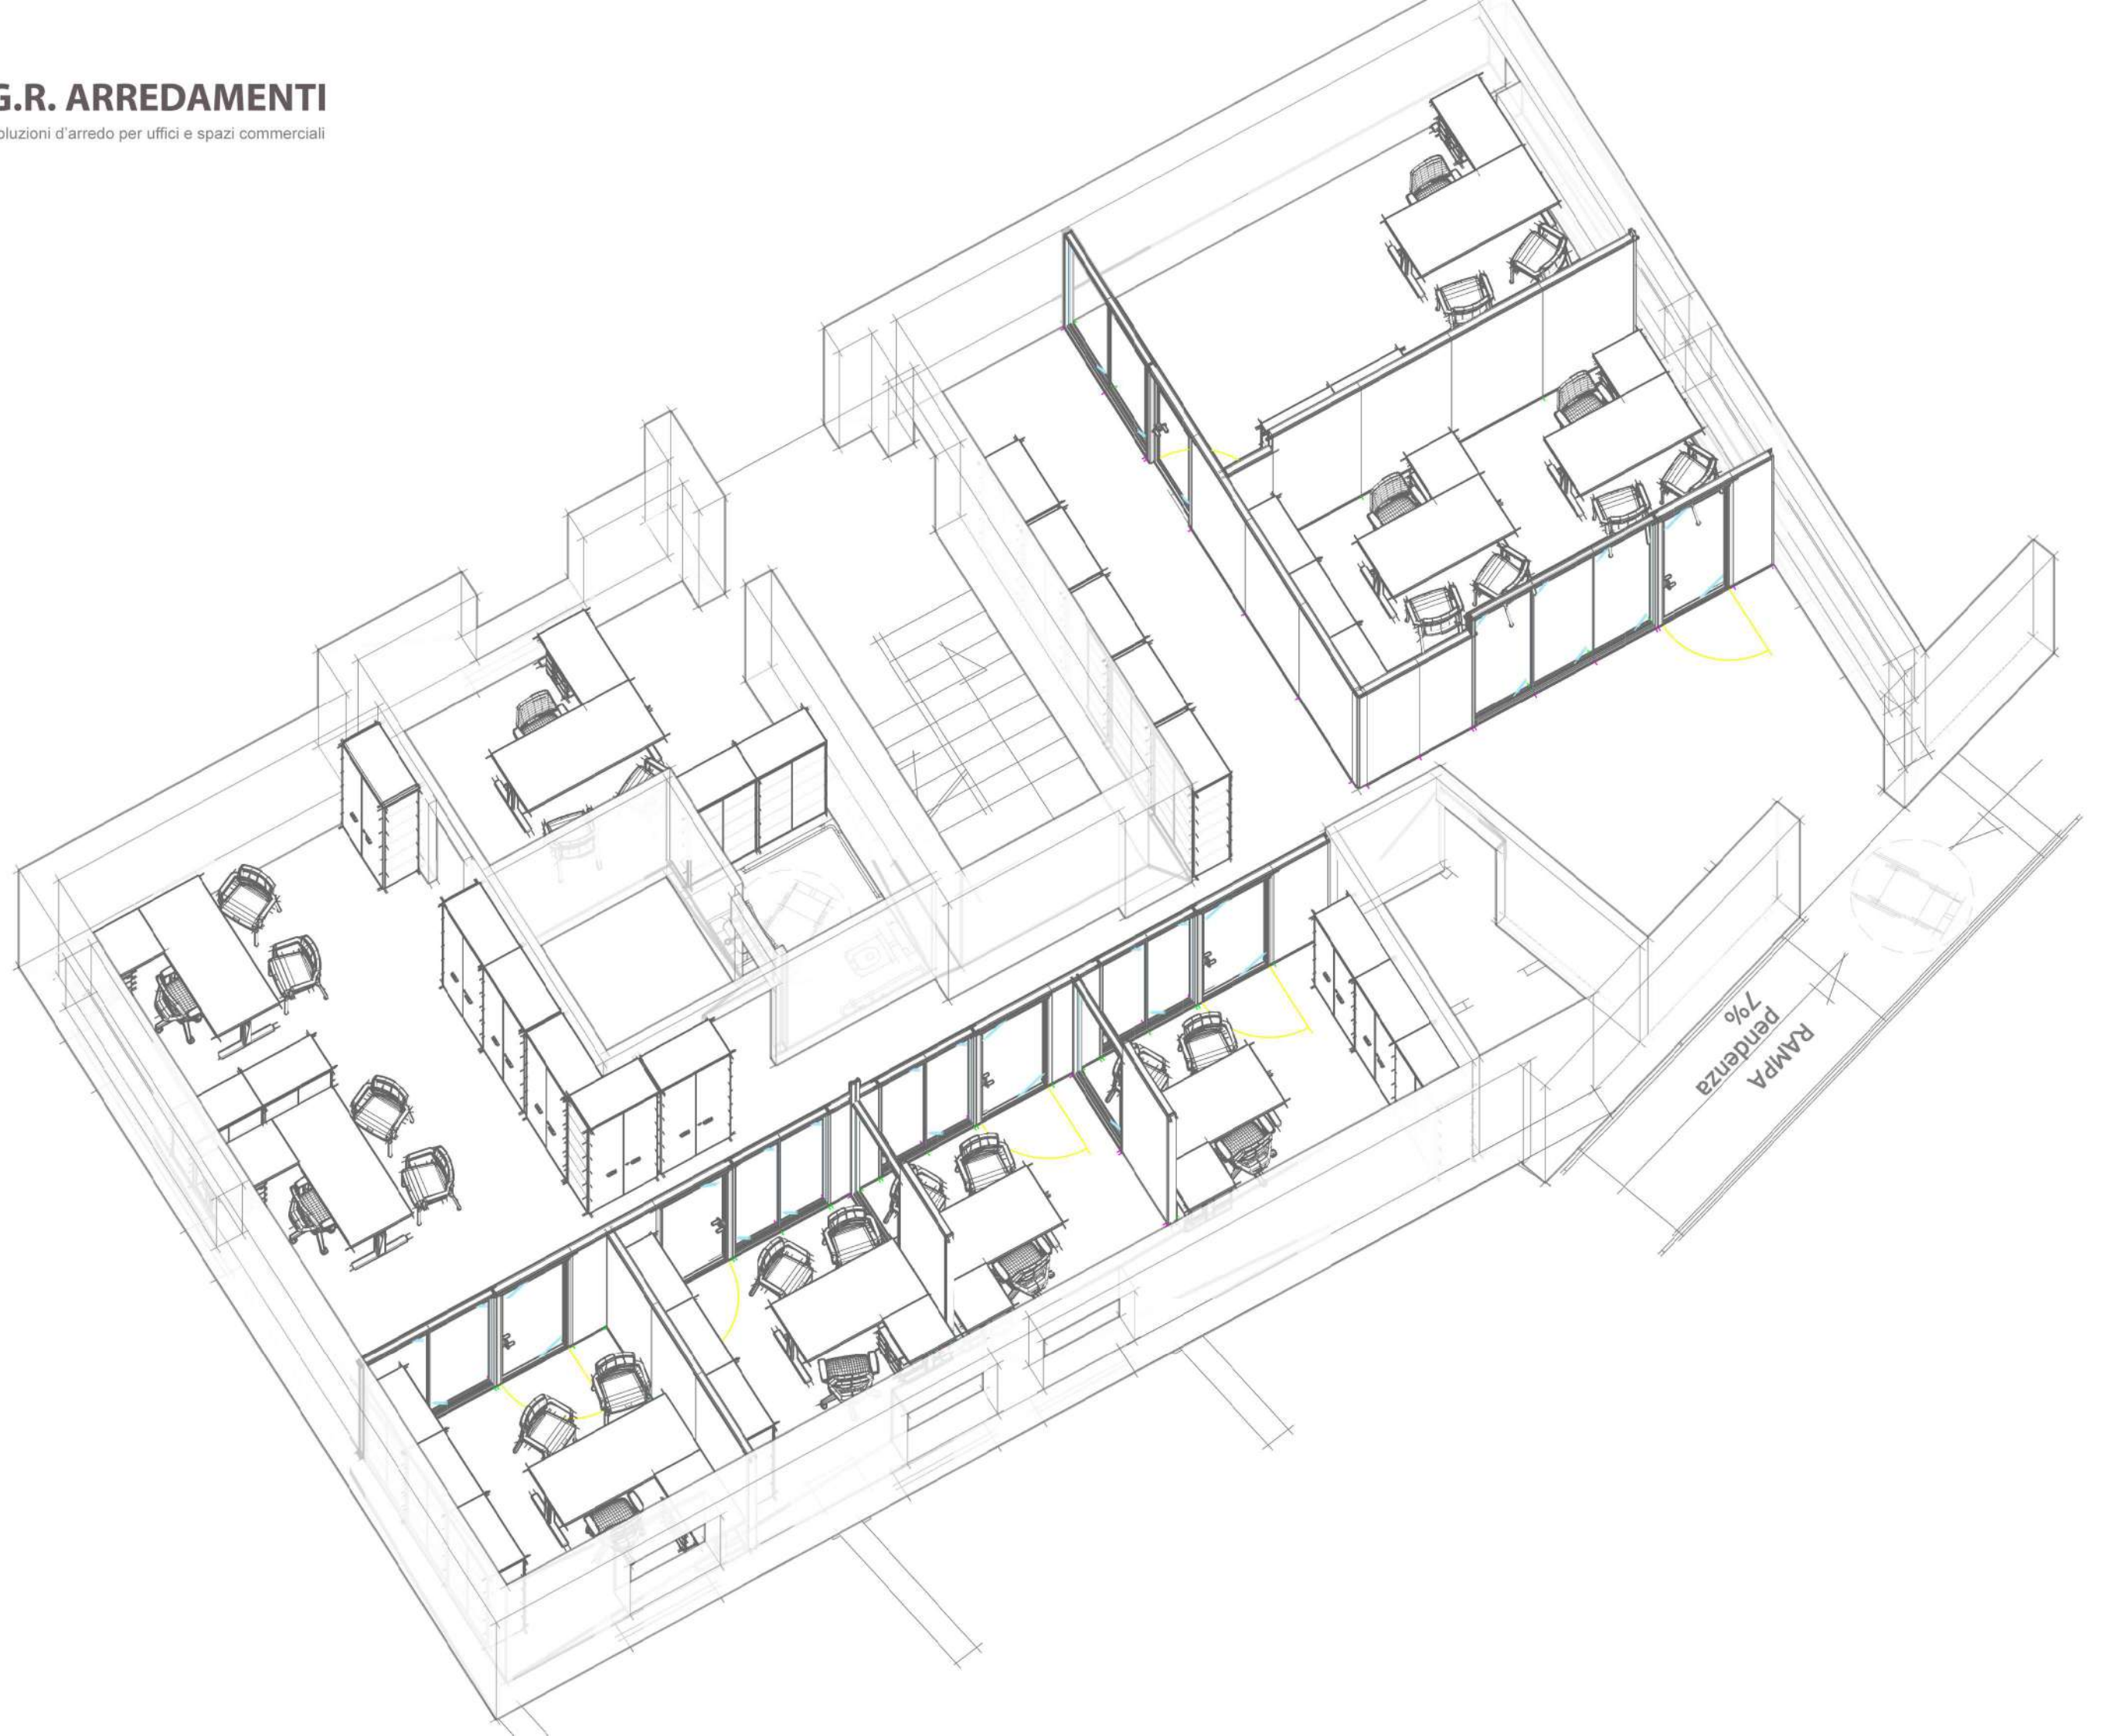 G.R. ARREDAMENTI
oluzioni d'arredo per uffici e spazi commerciali
RAMPA
pendenza
7%